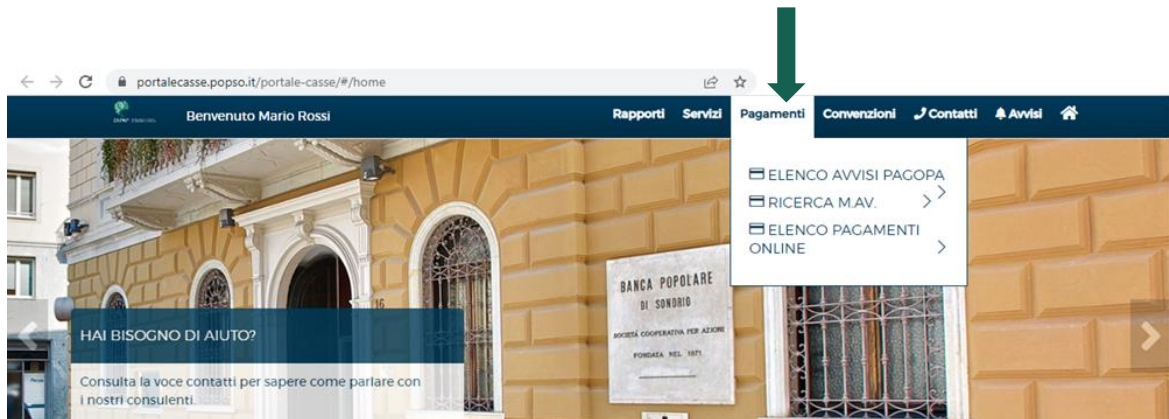 portalecasse.popso.it/portale-casse/#/home
Benvenuto Mario Rossi
Rapporti Servizi Pagamenti Convenzioni Contatti Avvisi
ELENCO AVVISI PAGOPA
RICERCA M.AV.
ELENCO PAGAMENTI
ONLINE
16
BANCA POPOLARE
DI SONDRIO
SOCIETÀ COOPERATIVA PER AZIONI
FONDATA NEL 1871
HAI BISOGNO DI AIUTO?
Consulta la voce contatti per sapere come parlare con
i nostri consulenti.